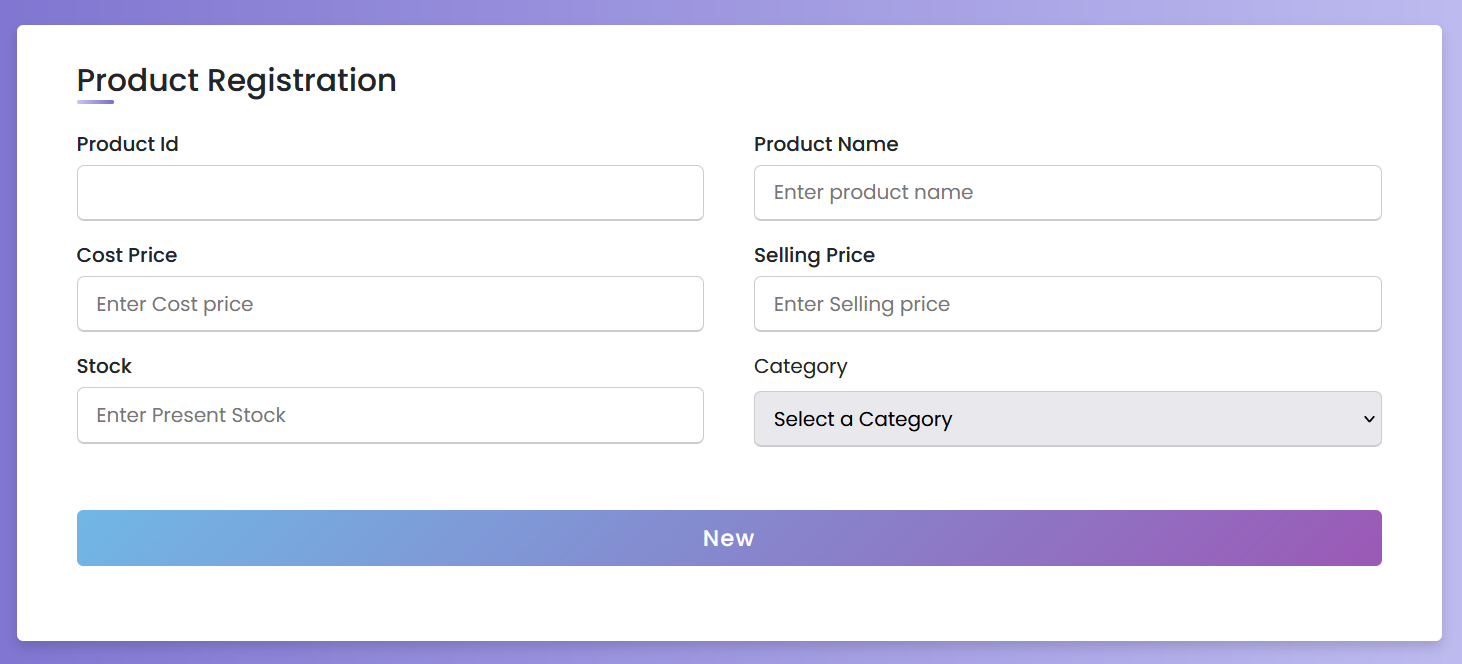 Product Registration
Product Id
Product Name
Enter product name
Cost Price
Selling Price
Enter Cost price
Enter Selling price
Stock
Category
Enter Present Stock
Select a Category
New